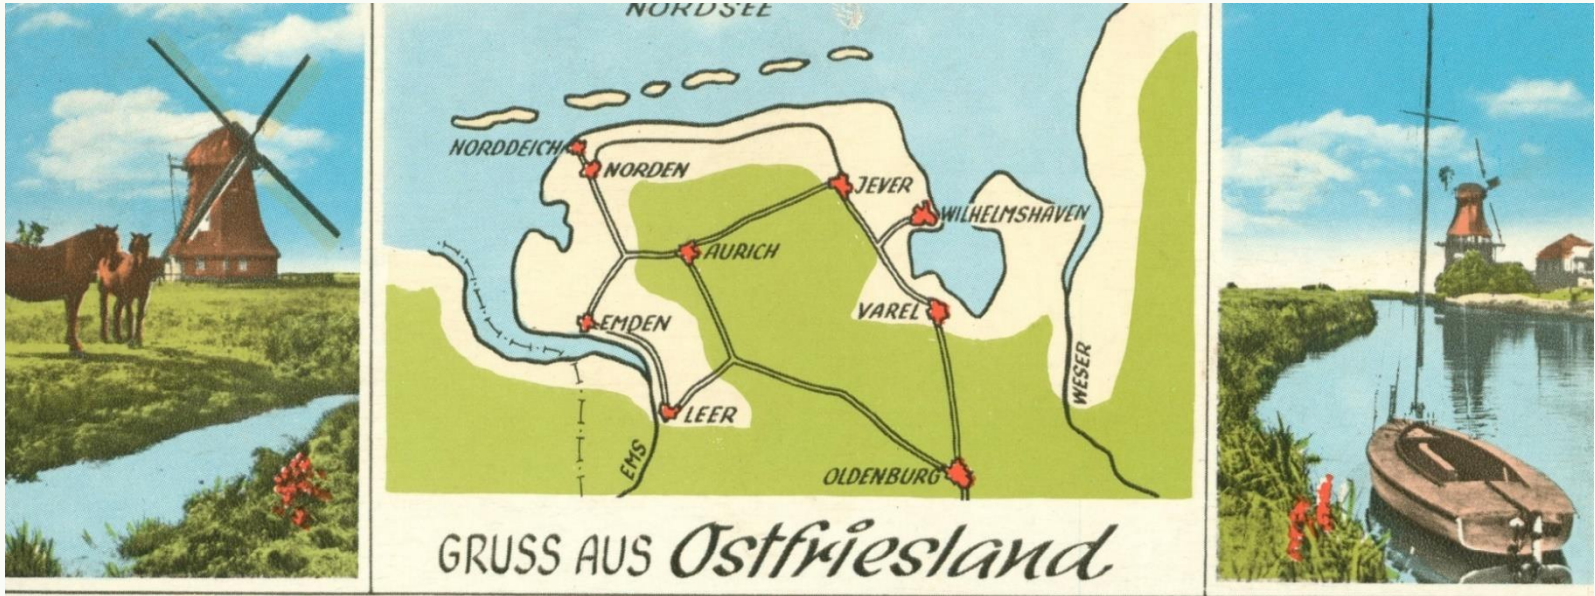 NORDSEE
NORDDEICH
NORDEN
JEVER
WILHELMSHAVEN
AURICH
EMDEN
VAREL
WESER
LEER
EMS
OLDENBURG
GRUSS AUS Ostfriesland